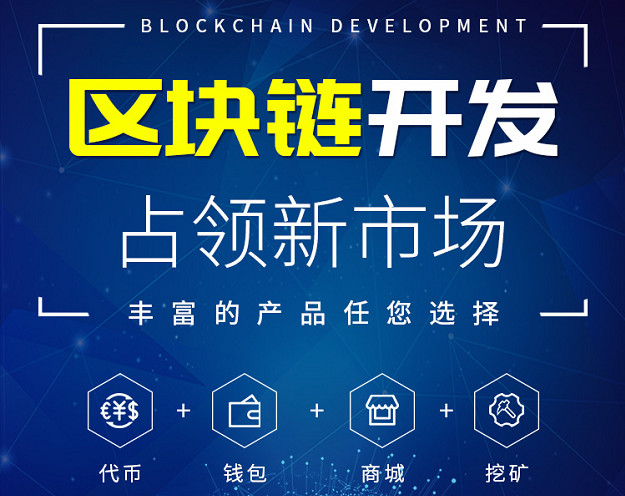 BLOCKCHAIN DEVELOPMENT
区块链开发
占领新市场
丰富的产品任您选择
€¥$
代币 + 钱包 + 商城 + 挖矿